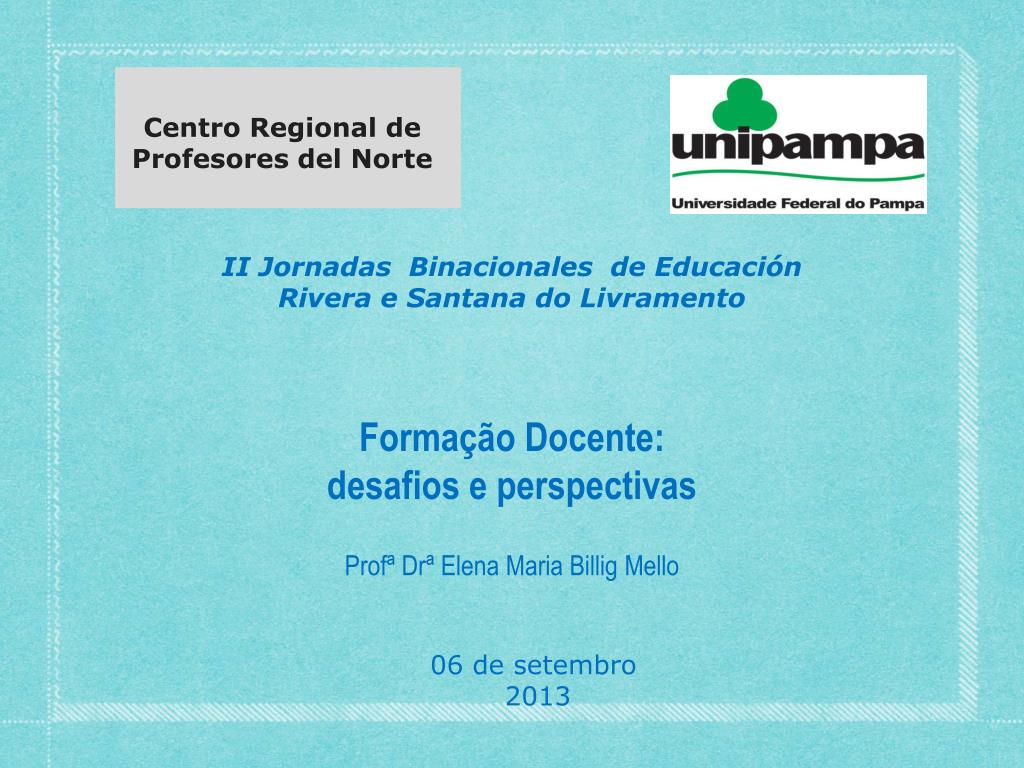 Centro Regional de
Profesores del Norte
unipampa
Universidade Federal do Pampa
II Jornadas Binacionales de Educación
Rivera e Santana do Livramento
Formação Docente:
desafios e perspectivas
Profª Drª Elena Maria Billig Mello
06 de setembro
2013